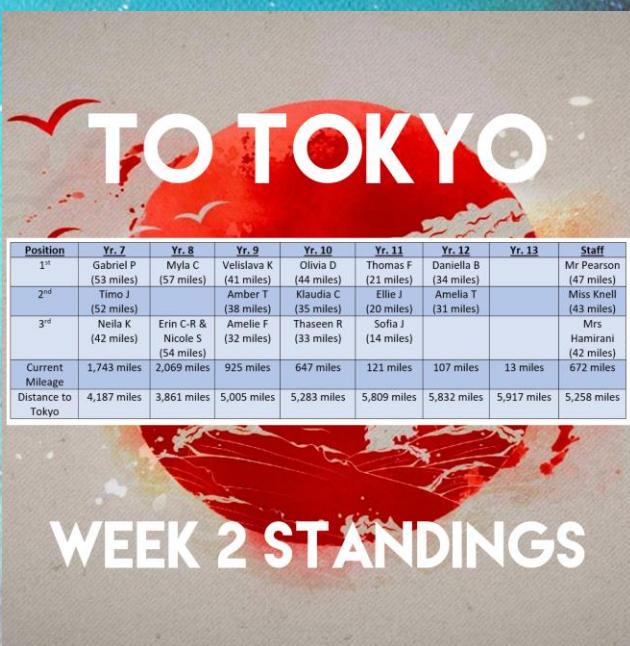 TO TOKYO
Position Yr. 7 Yr. 8 Yr. 9 Yr. 10 Yr. 11 Yr. 12 Yr. 13 Staff
1st Gabriel P Myla C Velislava K Olivia D Thomas F Daniella B Mr Pearson
(53 miles) (57 miles) (41 miles) (44 miles) (21 miles) (34 miles) (47 miles)
2nd Timo J Amber T Klaudia C Ellie J Amelia T Miss Knell
(52 miles) (38 miles) (35 miles) (20 miles) (31 miles) (43 miles)
3rd Neila K Erin C-R & Amelie F Thaseen R Sofia J Mrs
(42 miles) Nicole S (32 miles) (33 miles) (14 miles) Hamirani
(54 miles) (42 miles)
Current 1,743 miles 2,069 miles 925 miles 647 miles 121 miles 107 miles 13 miles 672 miles
Mileage
Distance to 4,187 miles 3,861 miles 5,005 miles 5,283 miles 5,809 miles 5,832 miles 5,917 miles 5,258 miles
Tokyo
WEEK 2 STANDINGS